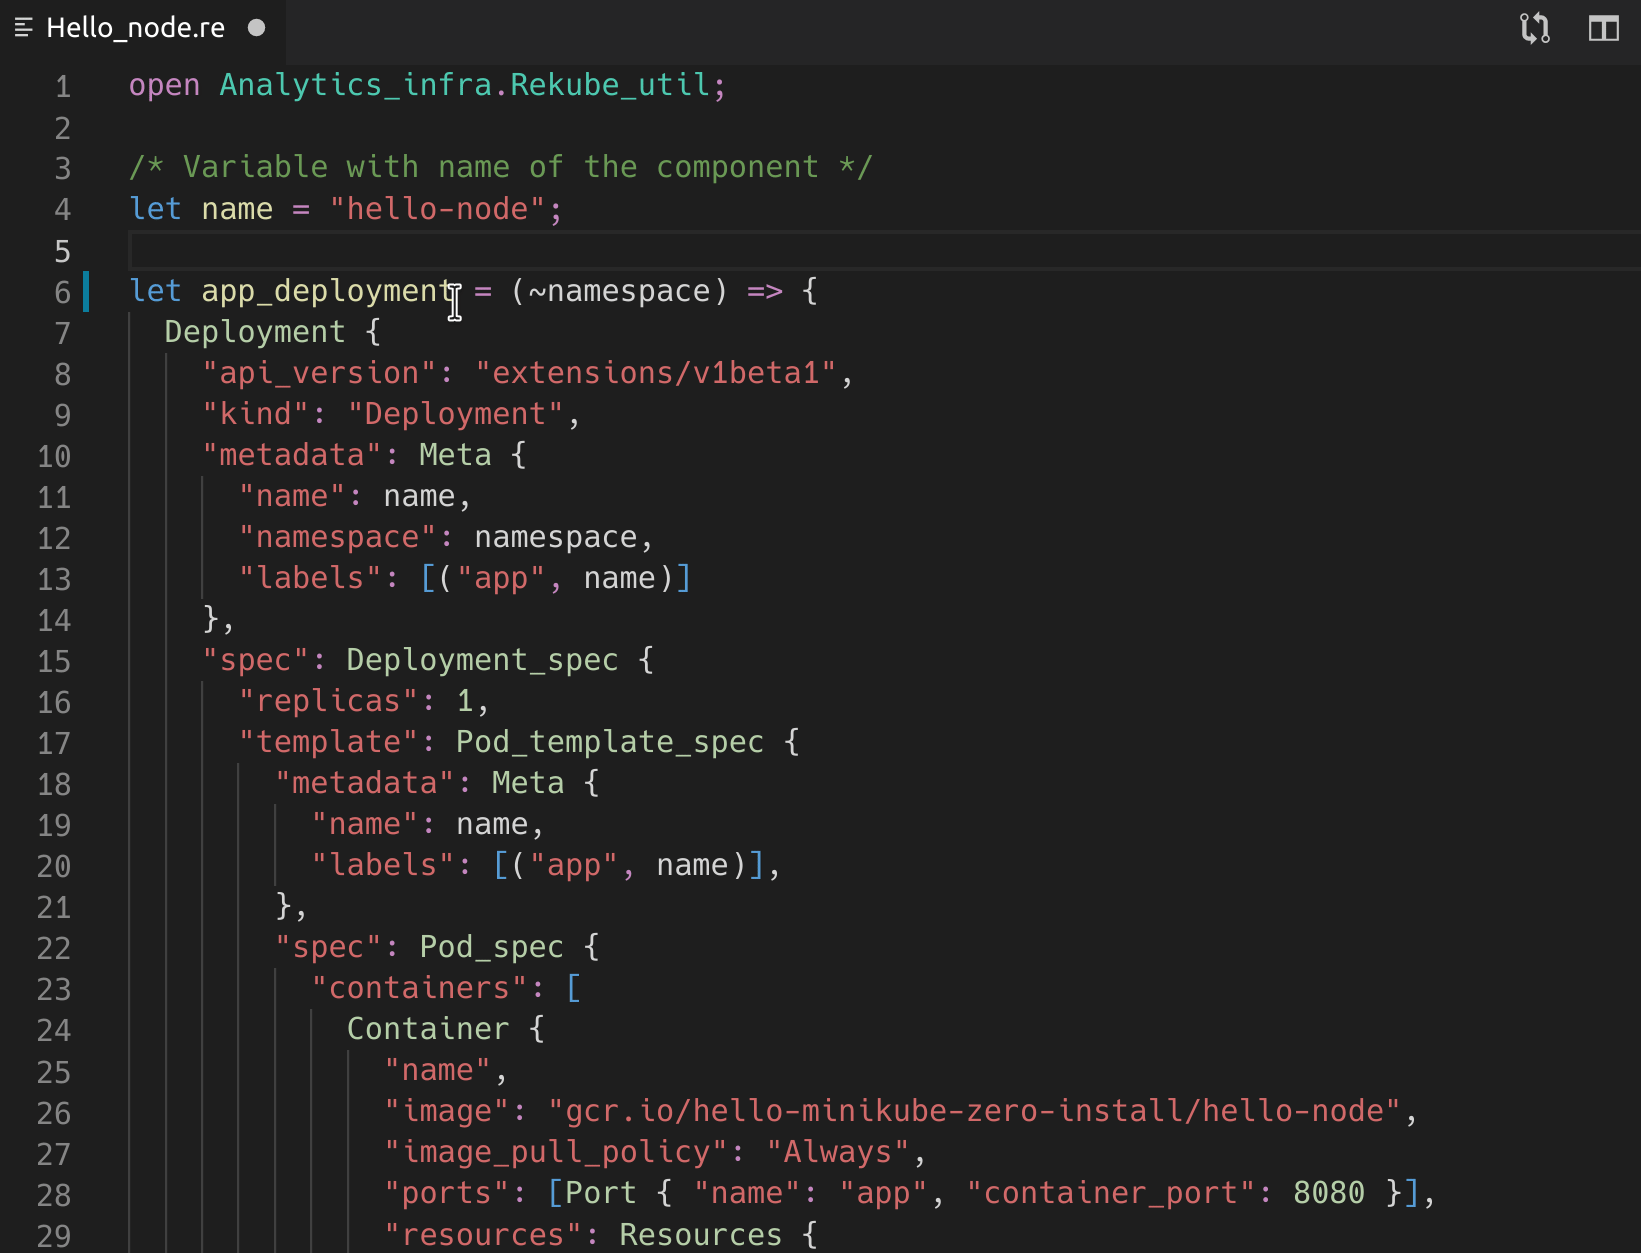 Hello_node.re
1 open Analytics_infra.Rekube_util;
2
3 /* Variable with name of the component */
4 let name = "hello-node";
5
6 let app_deployment = (~namespace) => {
7   Deployment {
8     "api_version": "extensions/v1beta1",
9     "kind": "Deployment",
10     "metadata": Meta {
11       "name": name,
12       "namespace": namespace,
13       "labels": [("app", name)]
14     },
15     "spec": Deployment_spec {
16       "replicas": 1,
17       "template": Pod_template_spec {
18         "metadata": Meta {
19           "name": name,
20           "labels": [("app", name)],
21         },
22         "spec": Pod_spec {
23           "containers": [
24             Container {
25               "name",
26               "image": "gcr.io/hello-minikube-zero-install/hello-node",
27               "image_pull_policy": "Always",
28               "ports": [Port { "name": "app", "container_port": 8080 }],
29               "resources": Resources {